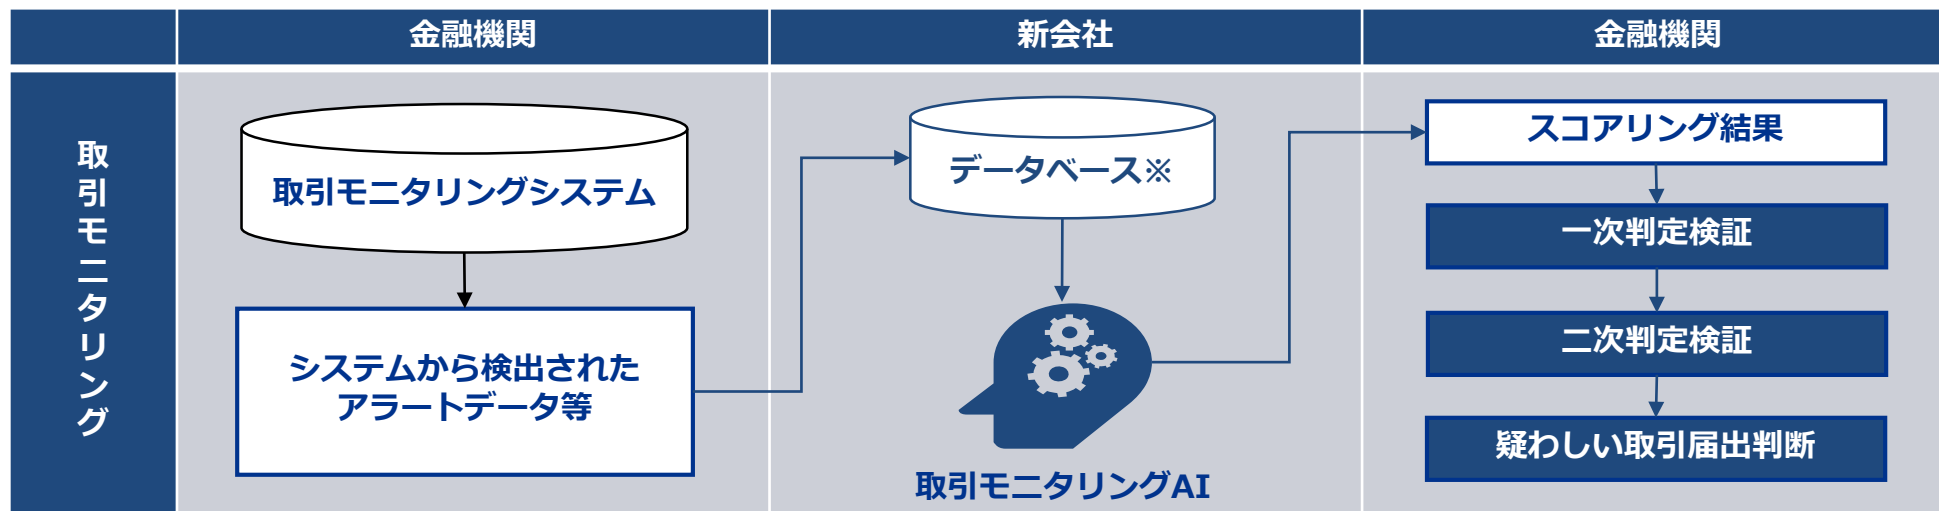 金融機関
新会社
金融機関
取引モニタリング
取引モニタリングシステム
システムから検出された
アラートデータ等
データベース※
取引モニタリングAI
スコアリング結果
一次判定検証
二次判定検証
疑わしい取引届出判断